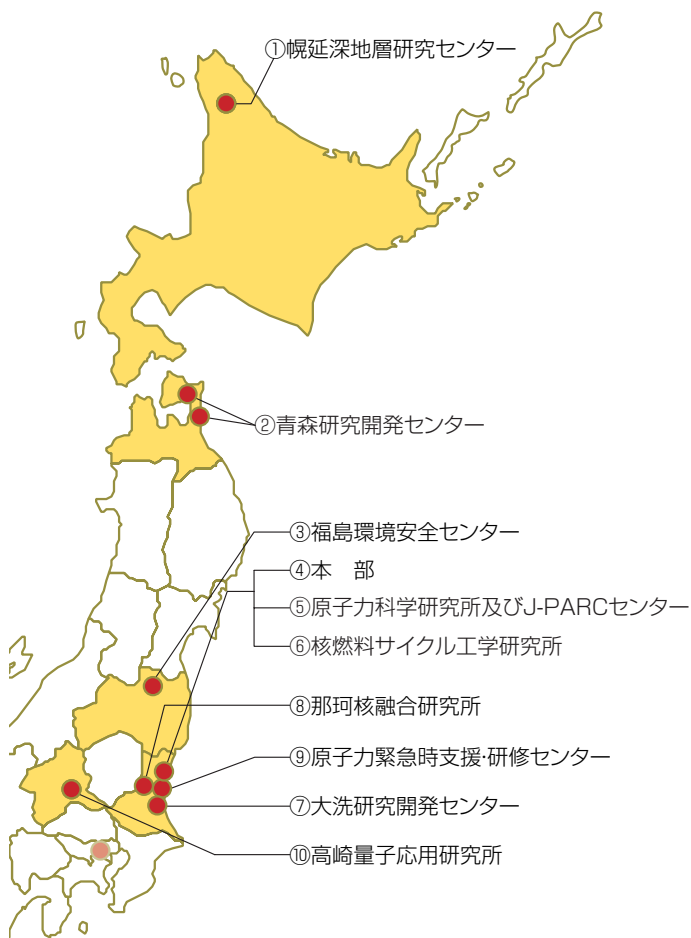 ①幌延深地層研究センター
②青森研究開発センター
③福島環境安全センター
④本　部
⑤原子力科学研究所及びJ-PARCセンター
⑥核燃料サイクル工学研究所
⑧那珂核融合研究所
⑨原子力緊急時支援・研修センター
⑦大洗研究開発センター
⑩高崎量子応用研究所